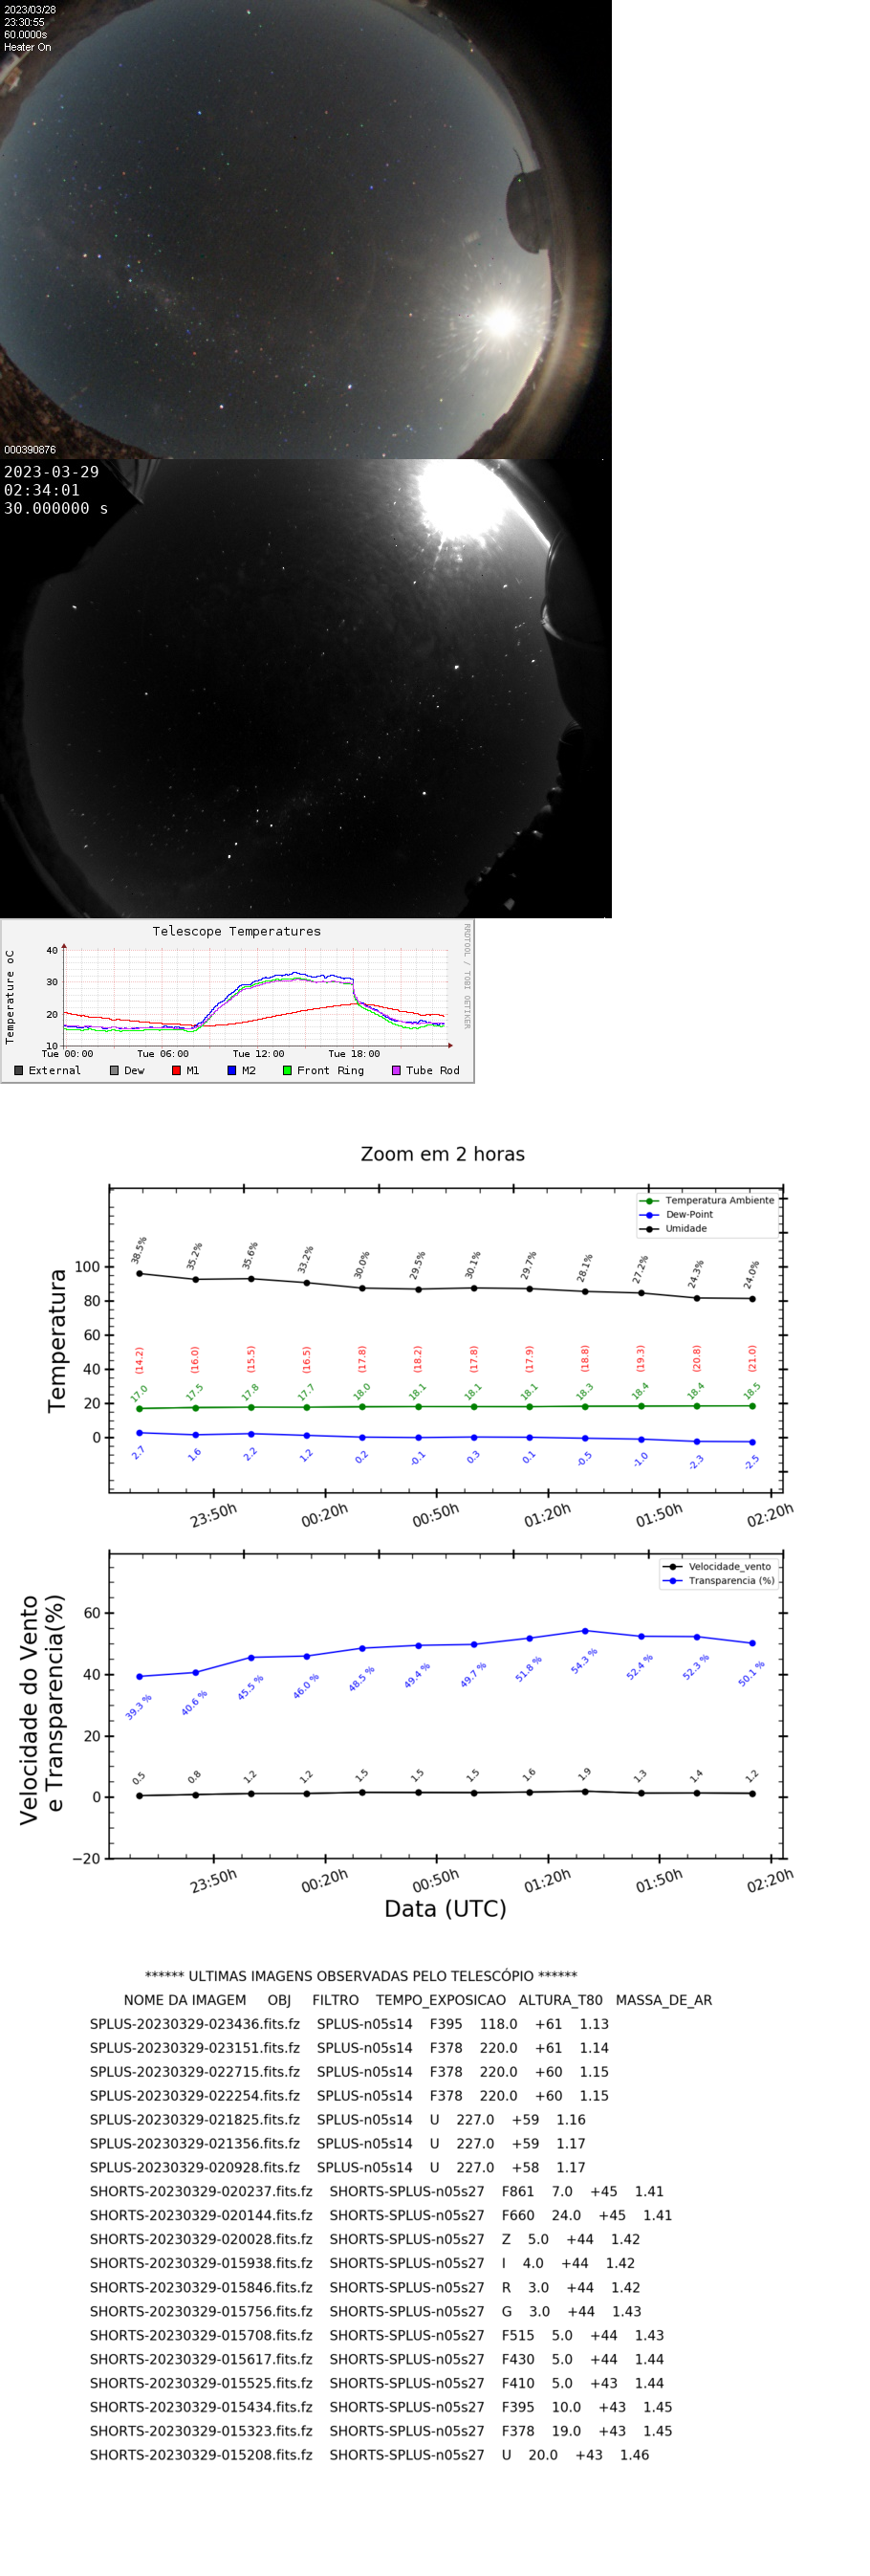 2023/03/28
23:30:55
60.0000s
Heater On
000390876
2023-03-29
02:34:01
30.000000 s
Telescope Temperatures
RRDTOOL / TOBI OETIKER
Temperature oC
40
30
20
10
Tue 00:00 Tue 06:00 Tue 12:00 Tue 18:00
External Dew M1 M2 Front Ring Tube Rod
Zoom em 2 horas
Temperatura Ambiente
Dew-Point
Umidade
Temperatura
100
80
60
40
20
0
38.5% 35.2% 35.6% 33.2% 30.0% 29.5% 30.1% 29.7% 28.1% 27.2% 24.3% 24.0%
(14.2) (16.0) (15.5) (16.5) (17.8) (18.2) (17.8) (17.9) (18.8) (19.3) (20.8) (21.0)
17.0 17.5 17.8 17.7 18.0 18.1 18.1 18.1 18.3 18.4 18.4 18.5
2.7 1.6 2.2 1.2 0.2 -0.1 0.3 0.1 -0.5 -1.0 -2.3 -2.5
23:50h 00:20h 00:50h 01:20h 01:50h 02:20h
Velocidade_vento
Transparencia (%)
Velocidade do Vento
e Transparencia(%)
60
40
20
0
−20
39.3 % 40.6 % 45.5 % 46.0 % 48.5 % 49.4 % 49.7 % 51.8 % 54.3 % 52.4 % 52.3 % 50.1 %
0.5 0.8 1.2 1.2 1.5 1.5 1.5 1.6 1.9 1.3 1.4 1.2
23:50h 00:20h 00:50h 01:20h 01:50h 02:20h
Data (UTC)
****** ULTIMAS IMAGENS OBSERVADAS PELO TELESCÓPIO ******
NOME DA IMAGEM OBJ FILTRO TEMPO_EXPOSICAO ALTURA_T80 MASSA_DE_AR
SPLUS-20230329-023436.fits.fz SPLUS-n05s14 F395 118.0 +61 1.13
SPLUS-20230329-023151.fits.fz SPLUS-n05s14 F378 220.0 +61 1.14
SPLUS-20230329-022715.fits.fz SPLUS-n05s14 F378 220.0 +60 1.15
SPLUS-20230329-022254.fits.fz SPLUS-n05s14 F378 220.0 +60 1.15
SPLUS-20230329-021825.fits.fz SPLUS-n05s14 U 227.0 +59 1.16
SPLUS-20230329-021356.fits.fz SPLUS-n05s14 U 227.0 +59 1.17
SPLUS-20230329-020928.fits.fz SPLUS-n05s14 U 227.0 +58 1.17
SHORTS-20230329-020237.fits.fz SHORTS-SPLUS-n05s27 F861 7.0 +45 1.41
SHORTS-20230329-020144.fits.fz SHORTS-SPLUS-n05s27 F660 24.0 +45 1.41
SHORTS-20230329-020028.fits.fz SHORTS-SPLUS-n05s27 Z 5.0 +44 1.42
SHORTS-20230329-015938.fits.fz SHORTS-SPLUS-n05s27 I 4.0 +44 1.42
SHORTS-20230329-015846.fits.fz SHORTS-SPLUS-n05s27 R 3.0 +44 1.42
SHORTS-20230329-015756.fits.fz SHORTS-SPLUS-n05s27 G 3.0 +44 1.43
SHORTS-20230329-015708.fits.fz SHORTS-SPLUS-n05s27 F515 5.0 +44 1.43
SHORTS-20230329-015617.fits.fz SHORTS-SPLUS-n05s27 F430 5.0 +44 1.44
SHORTS-20230329-015525.fits.fz SHORTS-SPLUS-n05s27 F410 5.0 +43 1.44
SHORTS-20230329-015434.fits.fz SHORTS-SPLUS-n05s27 F395 10.0 +43 1.45
SHORTS-20230329-015323.fits.fz SHORTS-SPLUS-n05s27 F378 19.0 +43 1.45
SHORTS-20230329-015208.fits.fz SHORTS-SPLUS-n05s27 U 20.0 +43 1.46